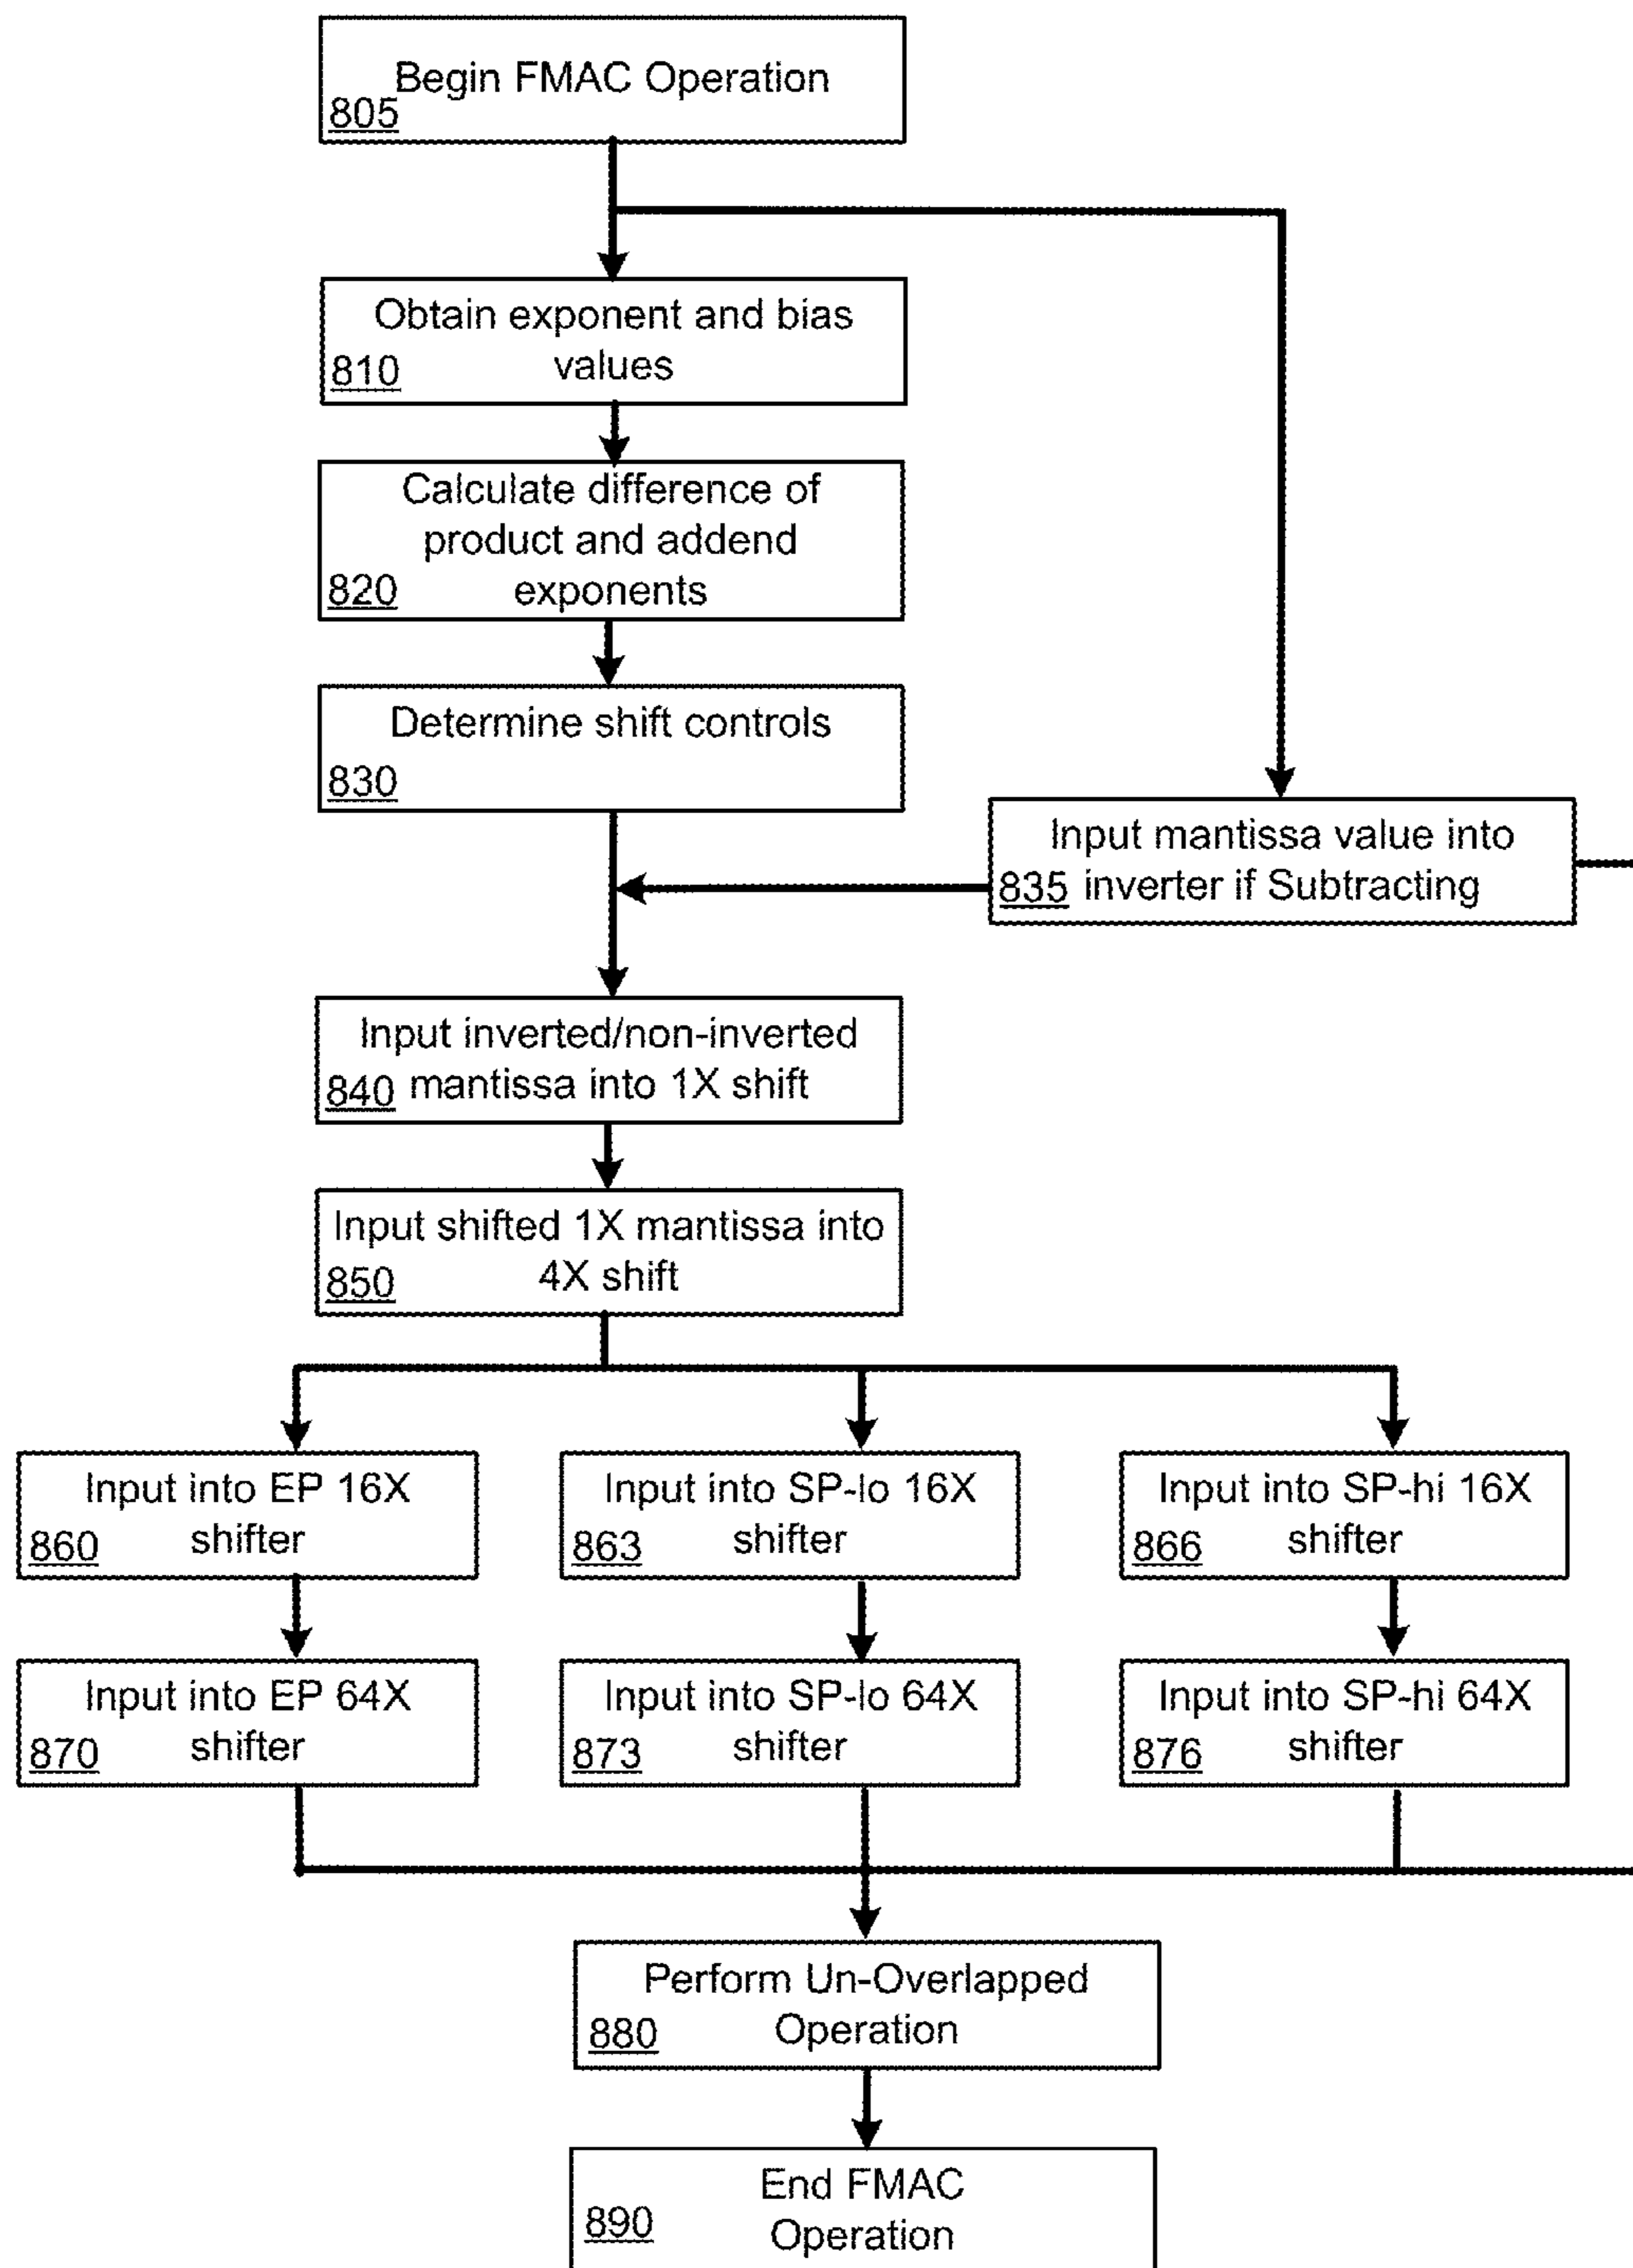 Begin FMAC Operation
805
Obtain exponent and bias
810 values
Calculate difference of
product and addend
820 exponents
Determine shift controls
830
Input mantissa value into
835 inverter if Subtracting
Input inverted/non-inverted
840 mantissa into 1X shift
Input shifted 1X mantissa into
850 4X shift
Input into EP 16X
860 shifter
Input into SP-lo 16X
863 shifter
Input into SP-hi 16X
866 shifter
Input into EP 64X
870 shifter
Input into SP-lo 64X
873 shifter
Input into SP-hi 64X
876 shifter
Perform Un-Overlapped
880 Operation
End FMAC
890 Operation